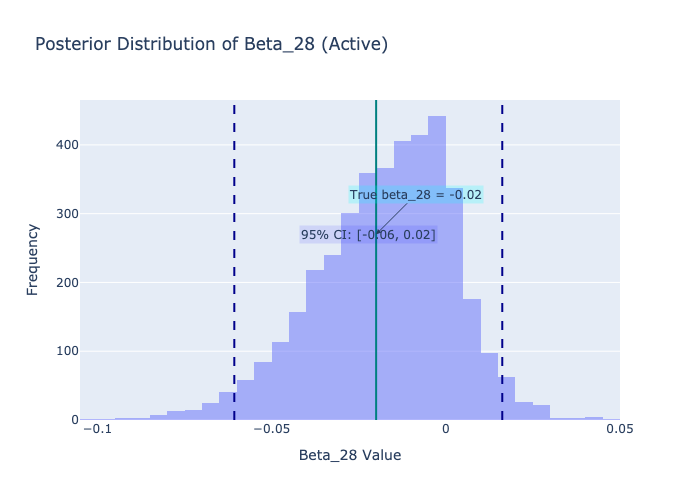 Posterior Distribution of Beta_28 (Active)
400
300
200
100
0
Frequency
True beta_28 = -0.02
95% CI: [-0.06, 0.02]
−0.1
−0.05
0
0.05
Beta_28 Value